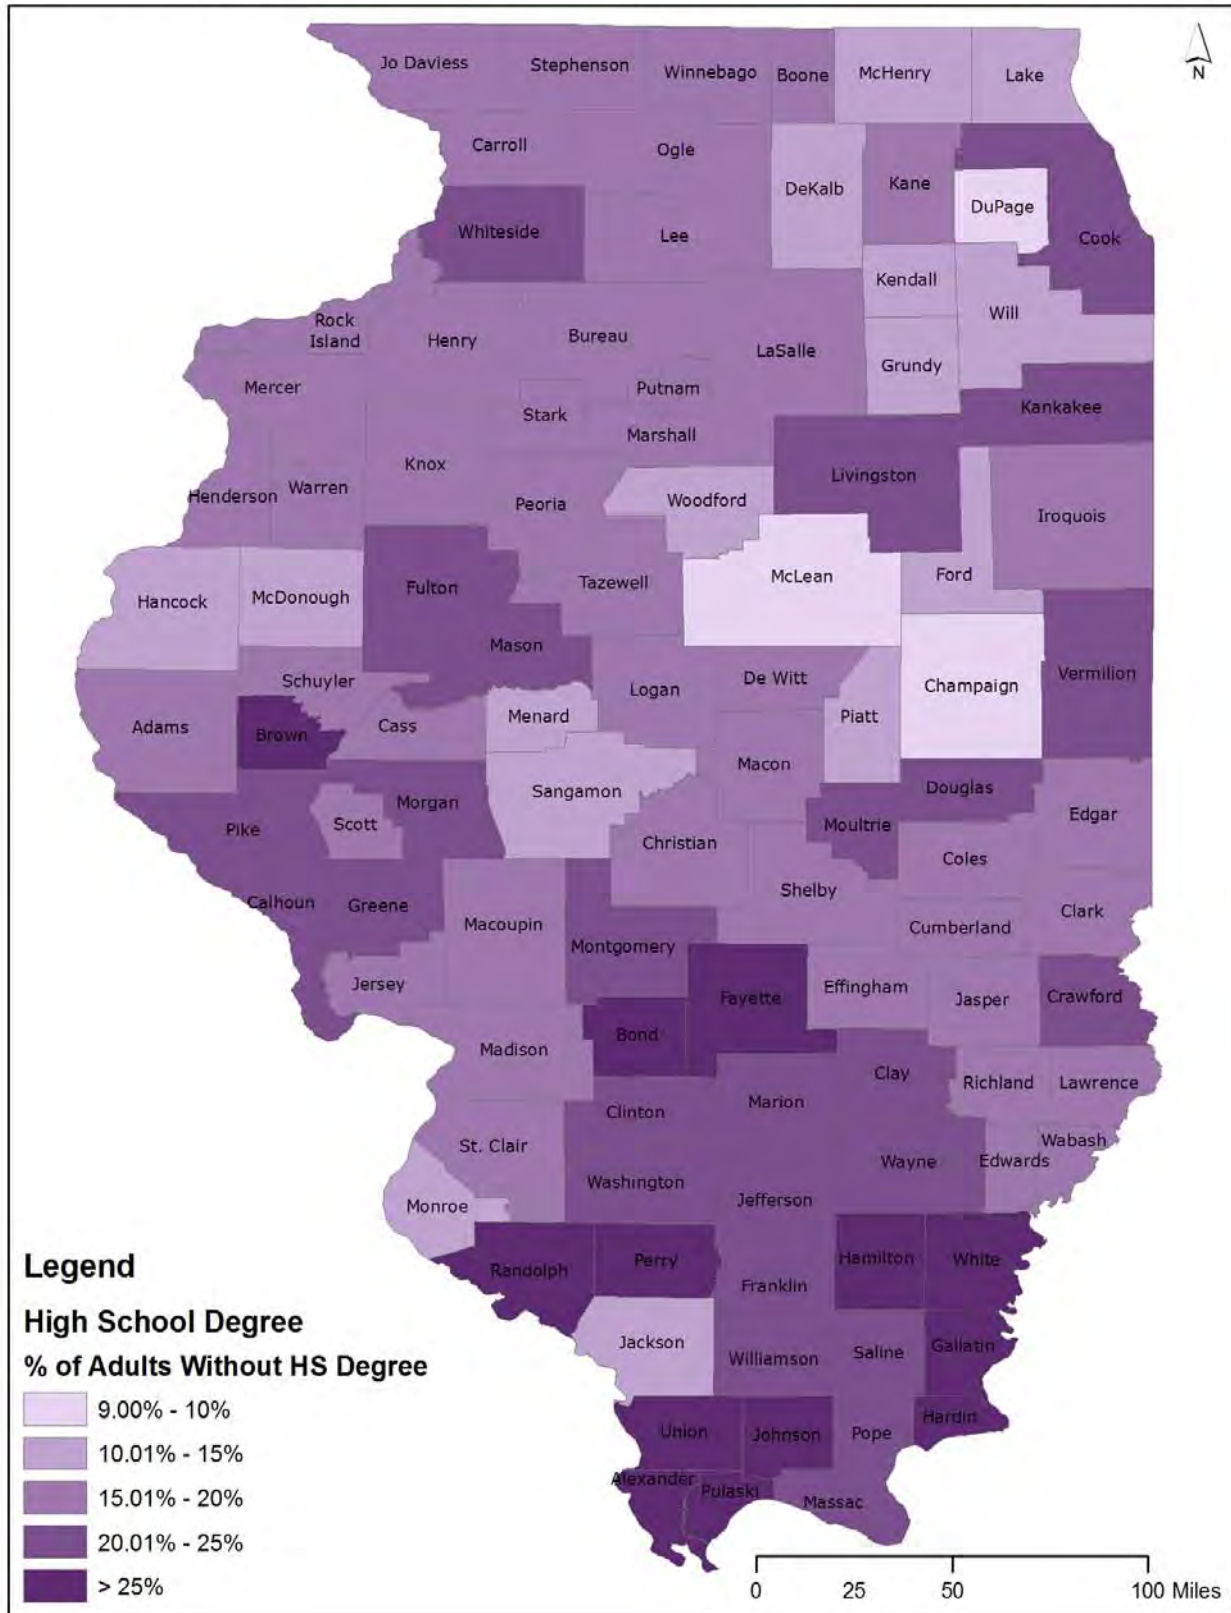 N
Jo Daviess
Stephenson
Winnebago
Boone
McHenry
Lake
Carroll
Ogle
DeKalb
Kane
DuPage
Cook
Whiteside
Lee
Kendall
Will
Rock
Island
Henry
Bureau
LaSalle
Grundy
Mercer
Putnam
Stark
Kankakee
Marshall
Knox
Livingston
Henderson
Warren
Peoria
Woodford
Iroquois
Hancock
McDonough
Fulton
Tazewell
McLean
Ford
Mason
Schuyler
Logan
De Witt
Champaign
Vermilion
Adams
Brown
Cass
Menard
Piatt
Macon
Sangamon
Douglas
Pike
Scott
Morgan
Christian
Moultrie
Coles
Edgar
Shelby
Calhoun
Greene
Macoupin
Cumberland
Clark
Montgomery
Jersey
Fayette
Effingham
Jasper
Crawford
Bond
Madison
Clay
Richland
Lawrence
Clinton
Marion
St. Clair
Wayne
Edwards
Wabash
Washington
Jefferson
Monroe
Randolph
Perry
Hamilton
White
Franklin
Jackson
Williamson
Saline
Gallatin
Union
Johnson
Pope
Hardin
Alexander
Pulaski
Massac
Legend
High School Degree
% of Adults Without HS Degree
9.00% - 10%
10.01% - 15%
15.01% - 20%
20.01% - 25%
> 25%
0 25 50 100 Miles